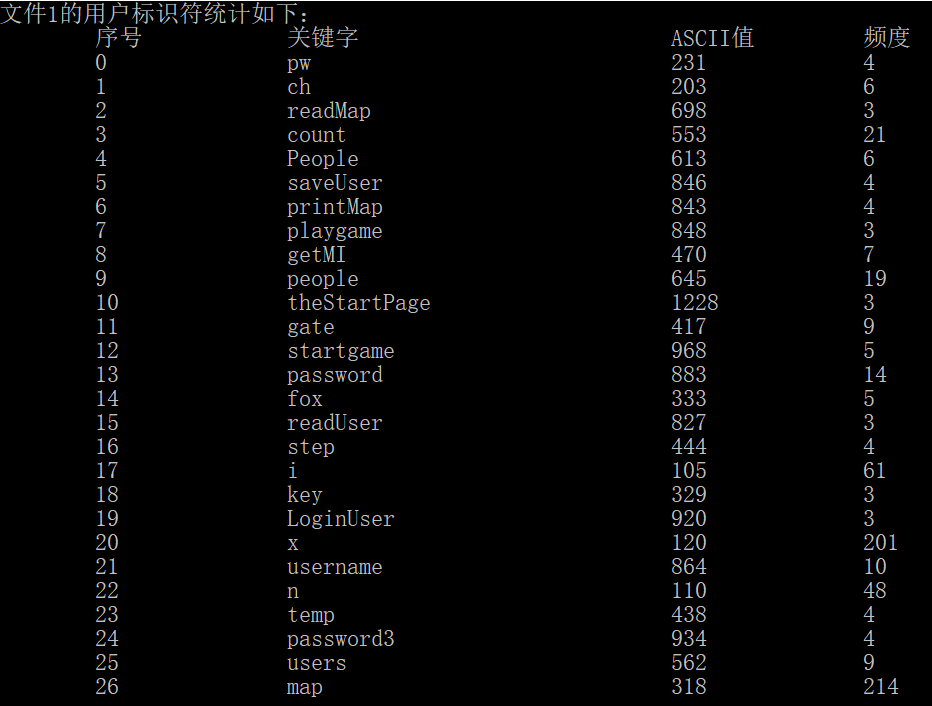 文件1的用户标识符统计如下:
序号 关键字 ASCII值 频度
0 pw 231 4
1 ch 203 6
2 readMap 698 3
3 count 553 21
4 People 613 6
5 saveUser 846 4
6 printMap 843 4
7 playgame 848 3
8 getMI 470 7
9 people 645 19
10 theStartPage 1228 3
11 gate 417 9
12 startgame 968 5
13 password 883 14
14 fox 333 5
15 readUser 827 3
16 step 444 4
17 i 105 61
18 key 329 3
19 LoginUser 920 3
20 x 120 201
21 username 864 10
22 n 110 48
23 temp 438 4
24 password3 934 4
25 users 562 9
26 map 318 214